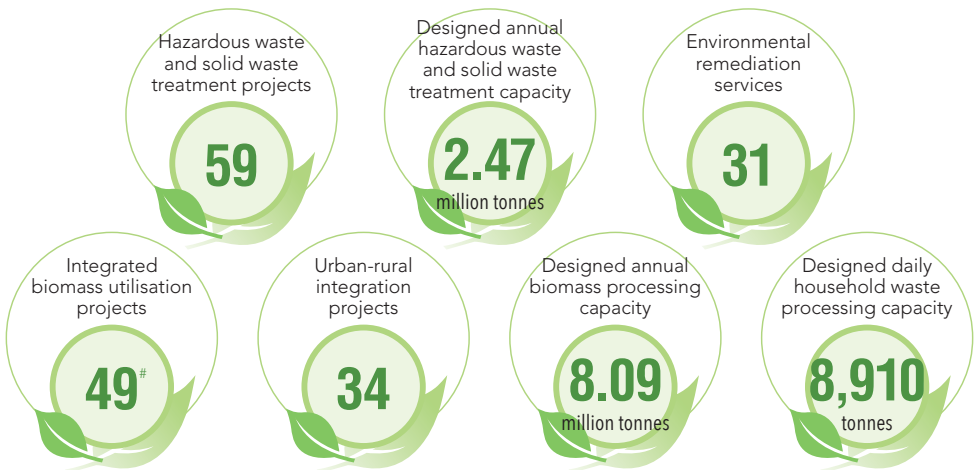 Hazardous waste
and solid waste
treatment projects
59
Designed annual
hazardous waste
and solid waste
treatment capacity
2.47
million tonnes
Environmental
remediation
services
31
Integrated
biomass utilisation
projects
49#
Urban-rural
integration
projects
34
Designed annual
biomass processing
capacity
8.09
million tonnes
Designed daily
household waste
processing capacity
8,910
tonnes